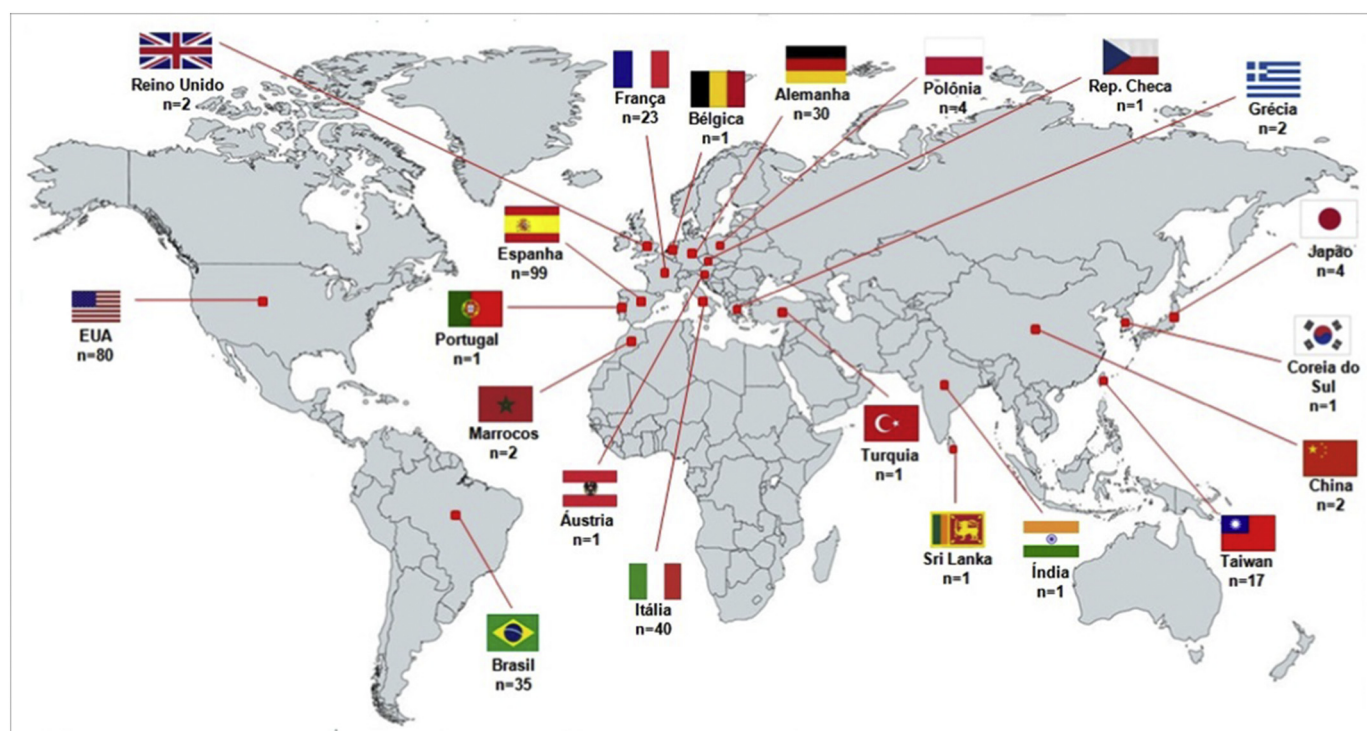 Reino Unido
n=2
França
n=23
Bélgica
n=1
Alemanha
n=30
Polônia
n=4
Rep. Checa
n=1
Grécia
n=2
Espanha
n=99
Japão
n=4
EUA
n=80
Portugal
n=1
Coreia do
Sul
n=1
Marrocos
n=2
Turquia
n=1
China
n=2
Áustria
n=1
Sri Lanka
n=1
Índia
n=1
Taiwan
n=17
Itália
n=40
Brasil
n=35